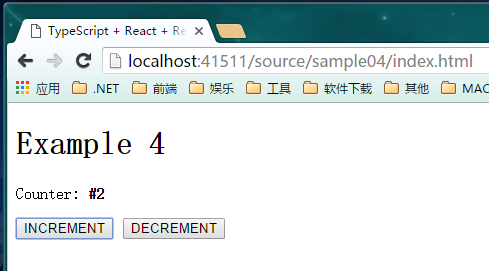 TypeScript + React + Re
localhost:41511/source/sample04/index.html
应用 .NET 前端 娱乐 工具 软件下载 其他 MAC
Example 4
Counter: #2
INCREMENT DECREMENT